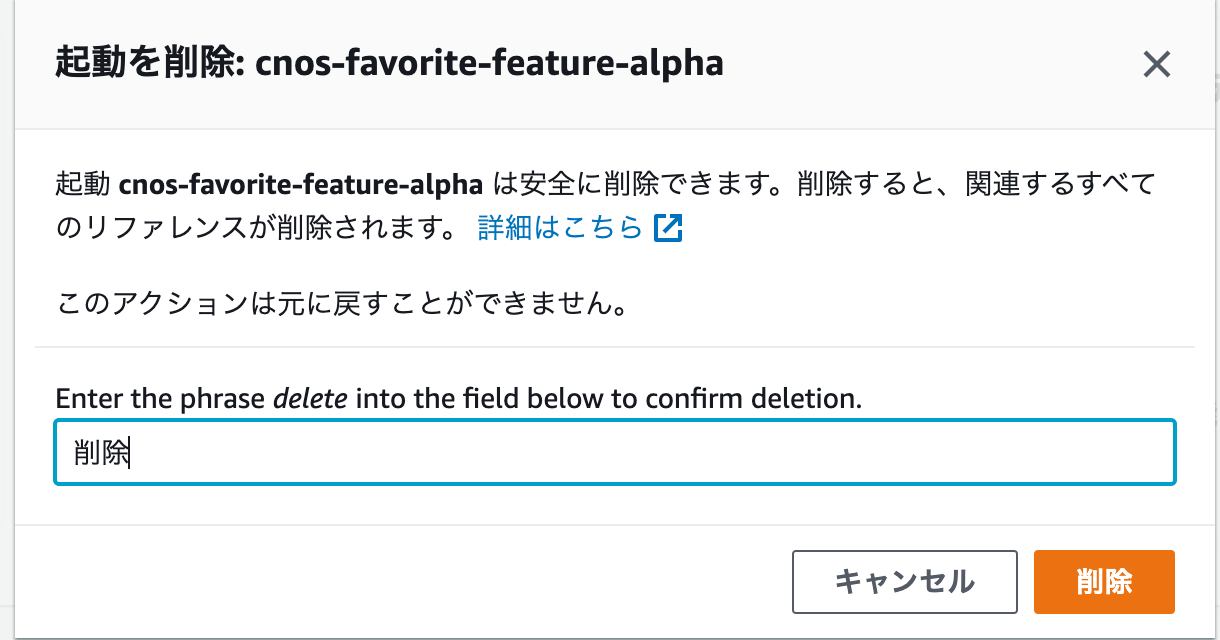 起動を削除: cnos-favorite-feature-alpha
起動 cnos-favorite-feature-alpha は安全に削除できます。削除すると、関連するすべて
のリファレンスが削除されます。 詳細はこちら
このアクションは元に戻すことができません。
Enter the phrase delete into the field below to confirm deletion.
削除
キャンセル 削除